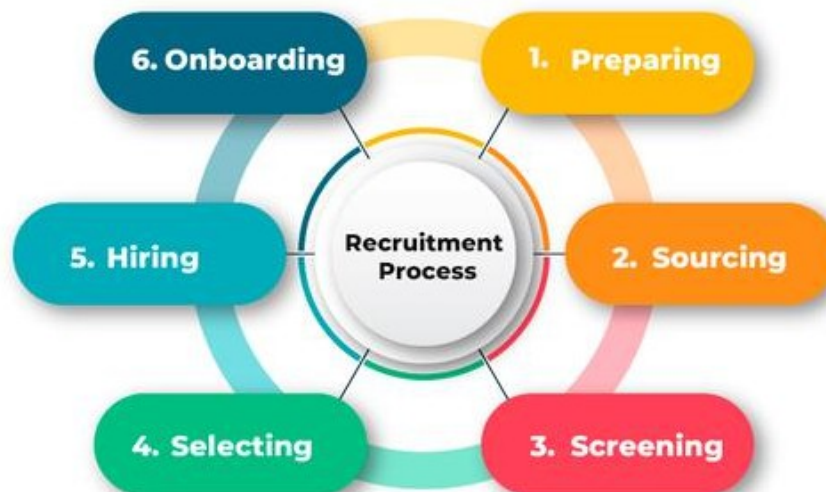 Recruitment
Process
1. Preparing
2. Sourcing
3. Screening
4. Selecting
5. Hiring
6. Onboarding